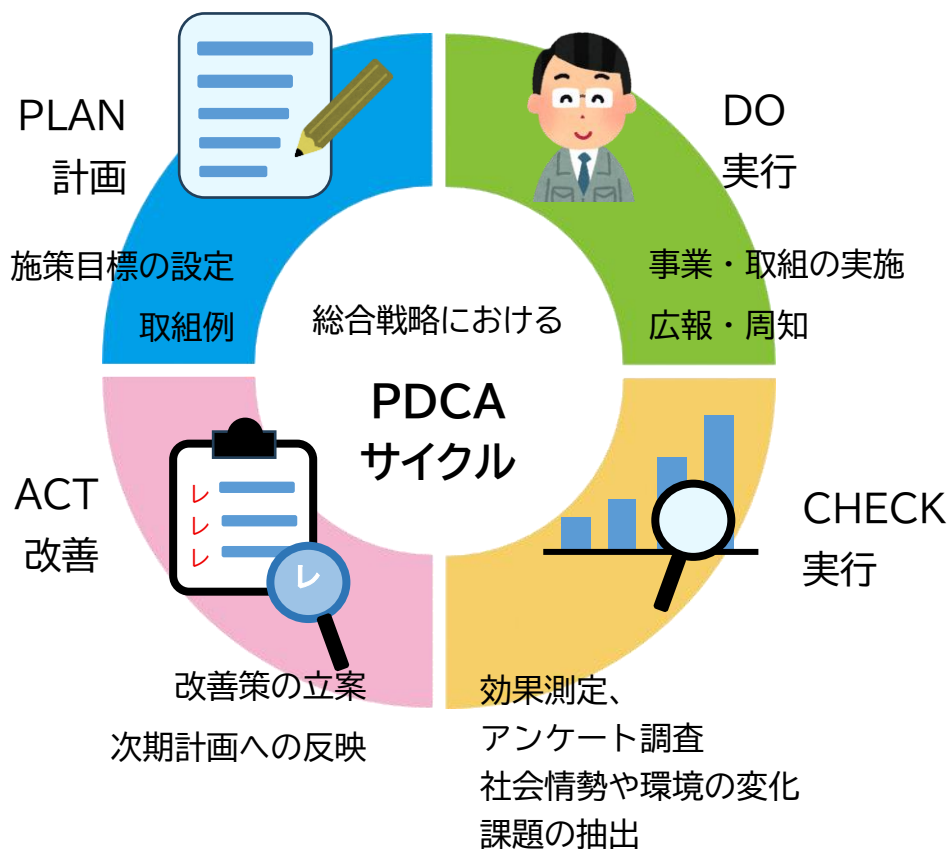 PLAN
計画
施策目標の設定
取組例
DO
実行
事業・取組の実施
広報・周知
総合戦略における
PDCA
サイクル
CHECK
実行
効果測定、
アンケート調査
社会情勢や環境の変化
課題の抽出
ACT
改善
レ
レ
レ
レ
改善策の立案
次期計画への反映